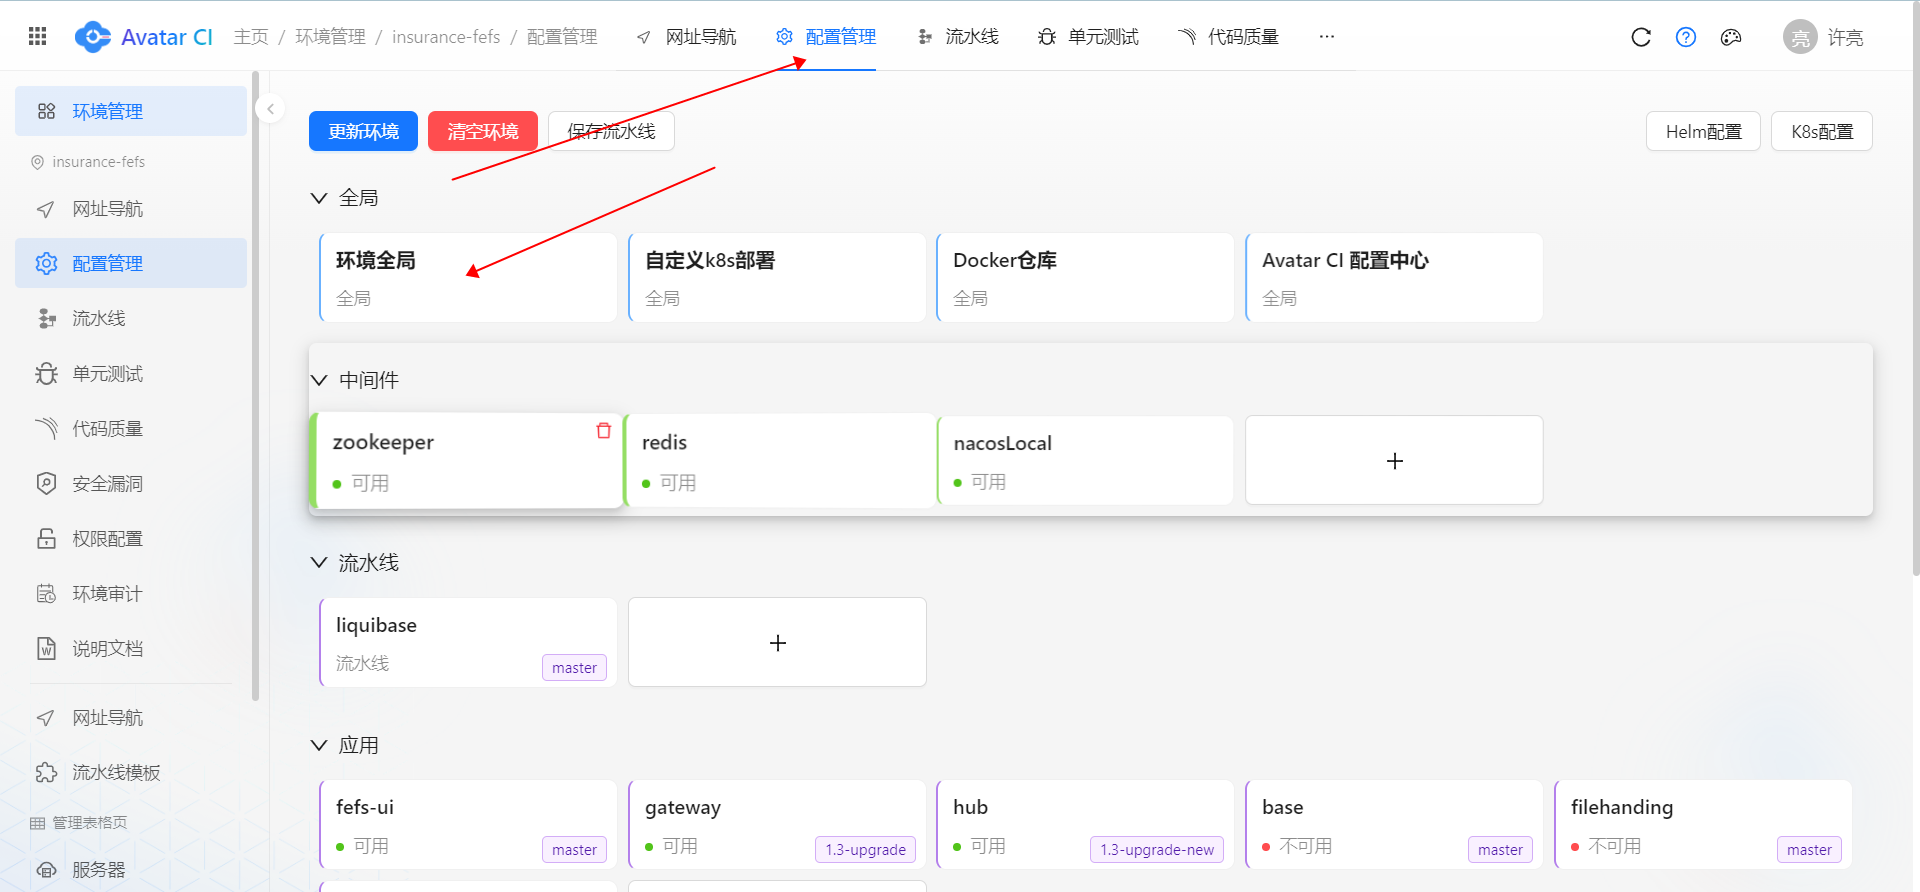 Avatar CI
主页 / 环境管理 / insurance-fefs / 配置管理
网址导航
配置管理
流水线
单元测试
代码质量
···
亮 许亮
环境管理
insurance-fefs
网址导航
配置管理
流水线
单元测试
代码质量
安全漏洞
权限配置
环境审计
说明文档
网址导航
流水线模板
管理表格页
服务器
更新环境
清空环境
保存流水线
Helm配置
K8s配置
全局
环境全局
全局
自定义k8s部署
全局
Docker仓库
全局
Avatar CI 配置中心
全局
中间件
zookeeper
可用
redis
可用
nacosLocal
可用
+
流水线
liquibase
流水线
master
+
应用
fefs-ui
可用
master
gateway
可用
1.3-upgrade
hub
可用
1.3-upgrade-new
base
不可用
master
filehanding
不可用
master